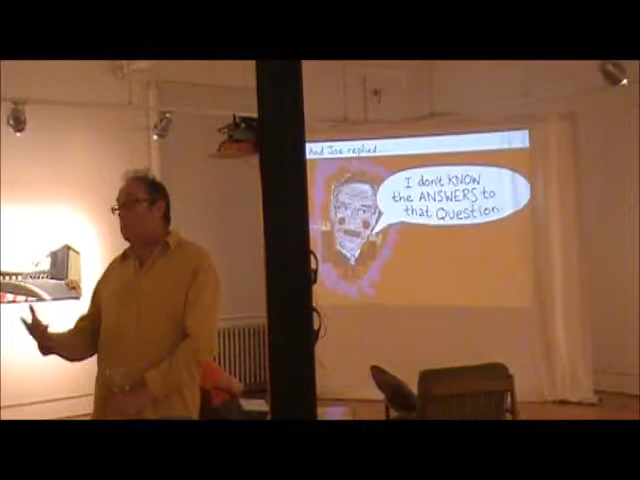 And Joe replied...
I don't KNOW
the ANSWERS to
that Question.